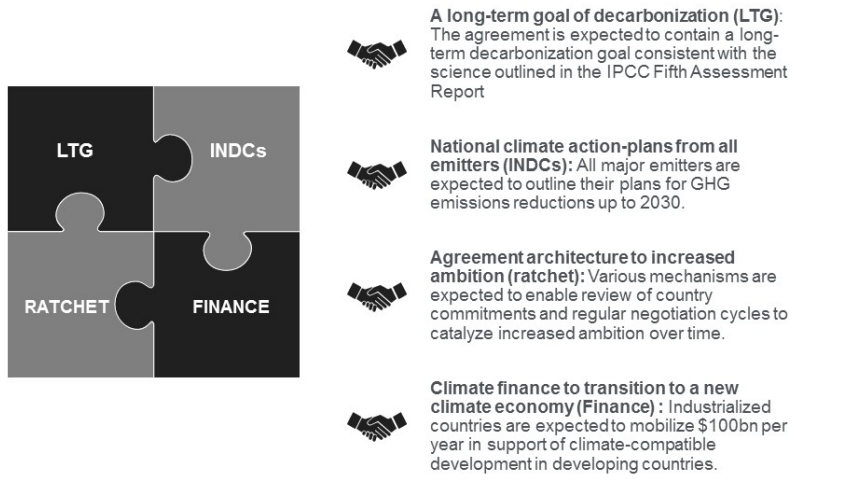 LTG
INDCs
RATCHET
FINANCE
A long-term goal of decarbonization (LTG):
The agreement is expected to contain a long-
term decarbonization goal consistent with the
science outlined in the IPCC Fifth Assessment
Report
National climate action-plans from all
emitters (INDCs): All major emitters are
expected to outline their plans for GHG
emissions reductions up to 2030.
Agreement architecture to increased
ambition (ratchet): Various mechanisms are
expected to enable review of country
commitments and regular negotiation cycles to
catalyze increased ambition over time.
Climate finance to transition to a new
climate economy (Finance) : Industrialized
countries are expected to mobilize $100bn per
year in support of climate-compatible
development in developing countries.